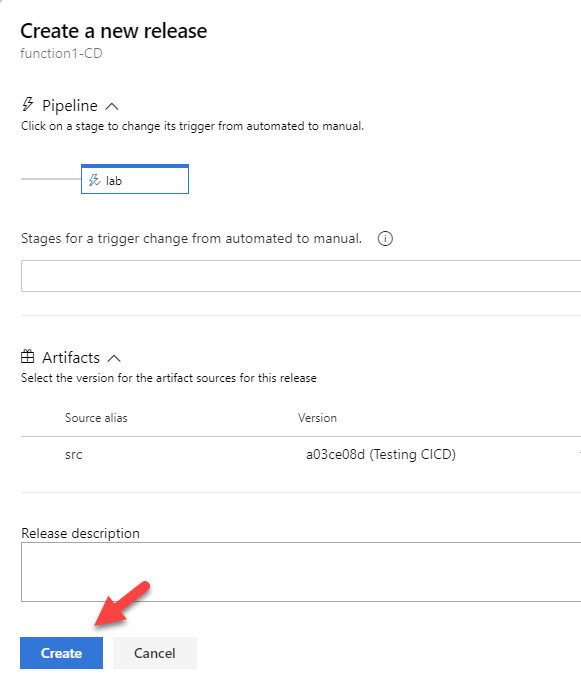 Create a new release
function1-CD
Pipeline
Click on a stage to change its trigger from automated to manual.
lab
Stages for a trigger change from automated to manual.
Artifacts
Select the version for the artifact sources for this release
Source alias Version
src a03ce08d (Testing CICD)
Release description
Create Cancel